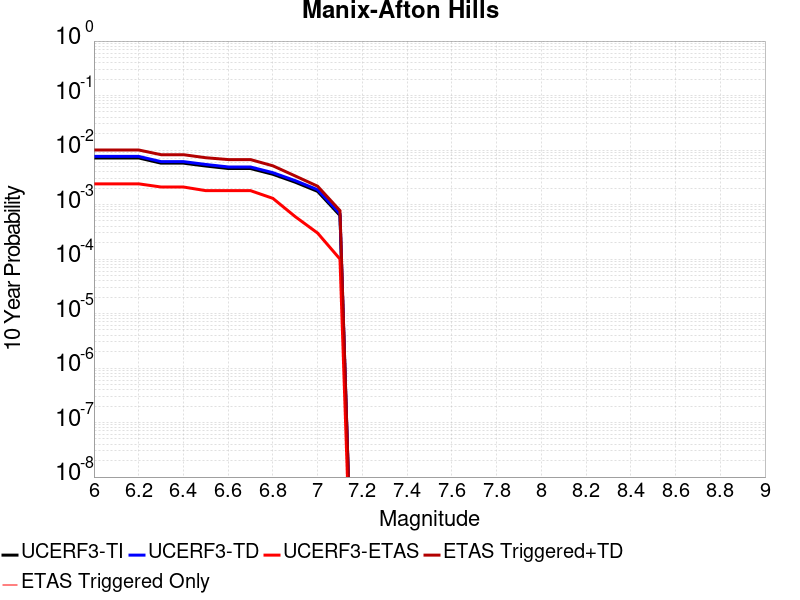 Manix-Afton Hills
10 0
10 -1
10 -2
10 -3
10 -4
10 -5
10 -6
10 -7
10 -8
10 Year Probability
6 6.2 6.4 6.6 6.8 7 7.2 7.4 7.6 7.8 8 8.2 8.4 8.6 8.8 9
Magnitude
UCERF3-TI UCERF3-TD UCERF3-ETAS ETAS Triggered+TD
ETAS Triggered Only